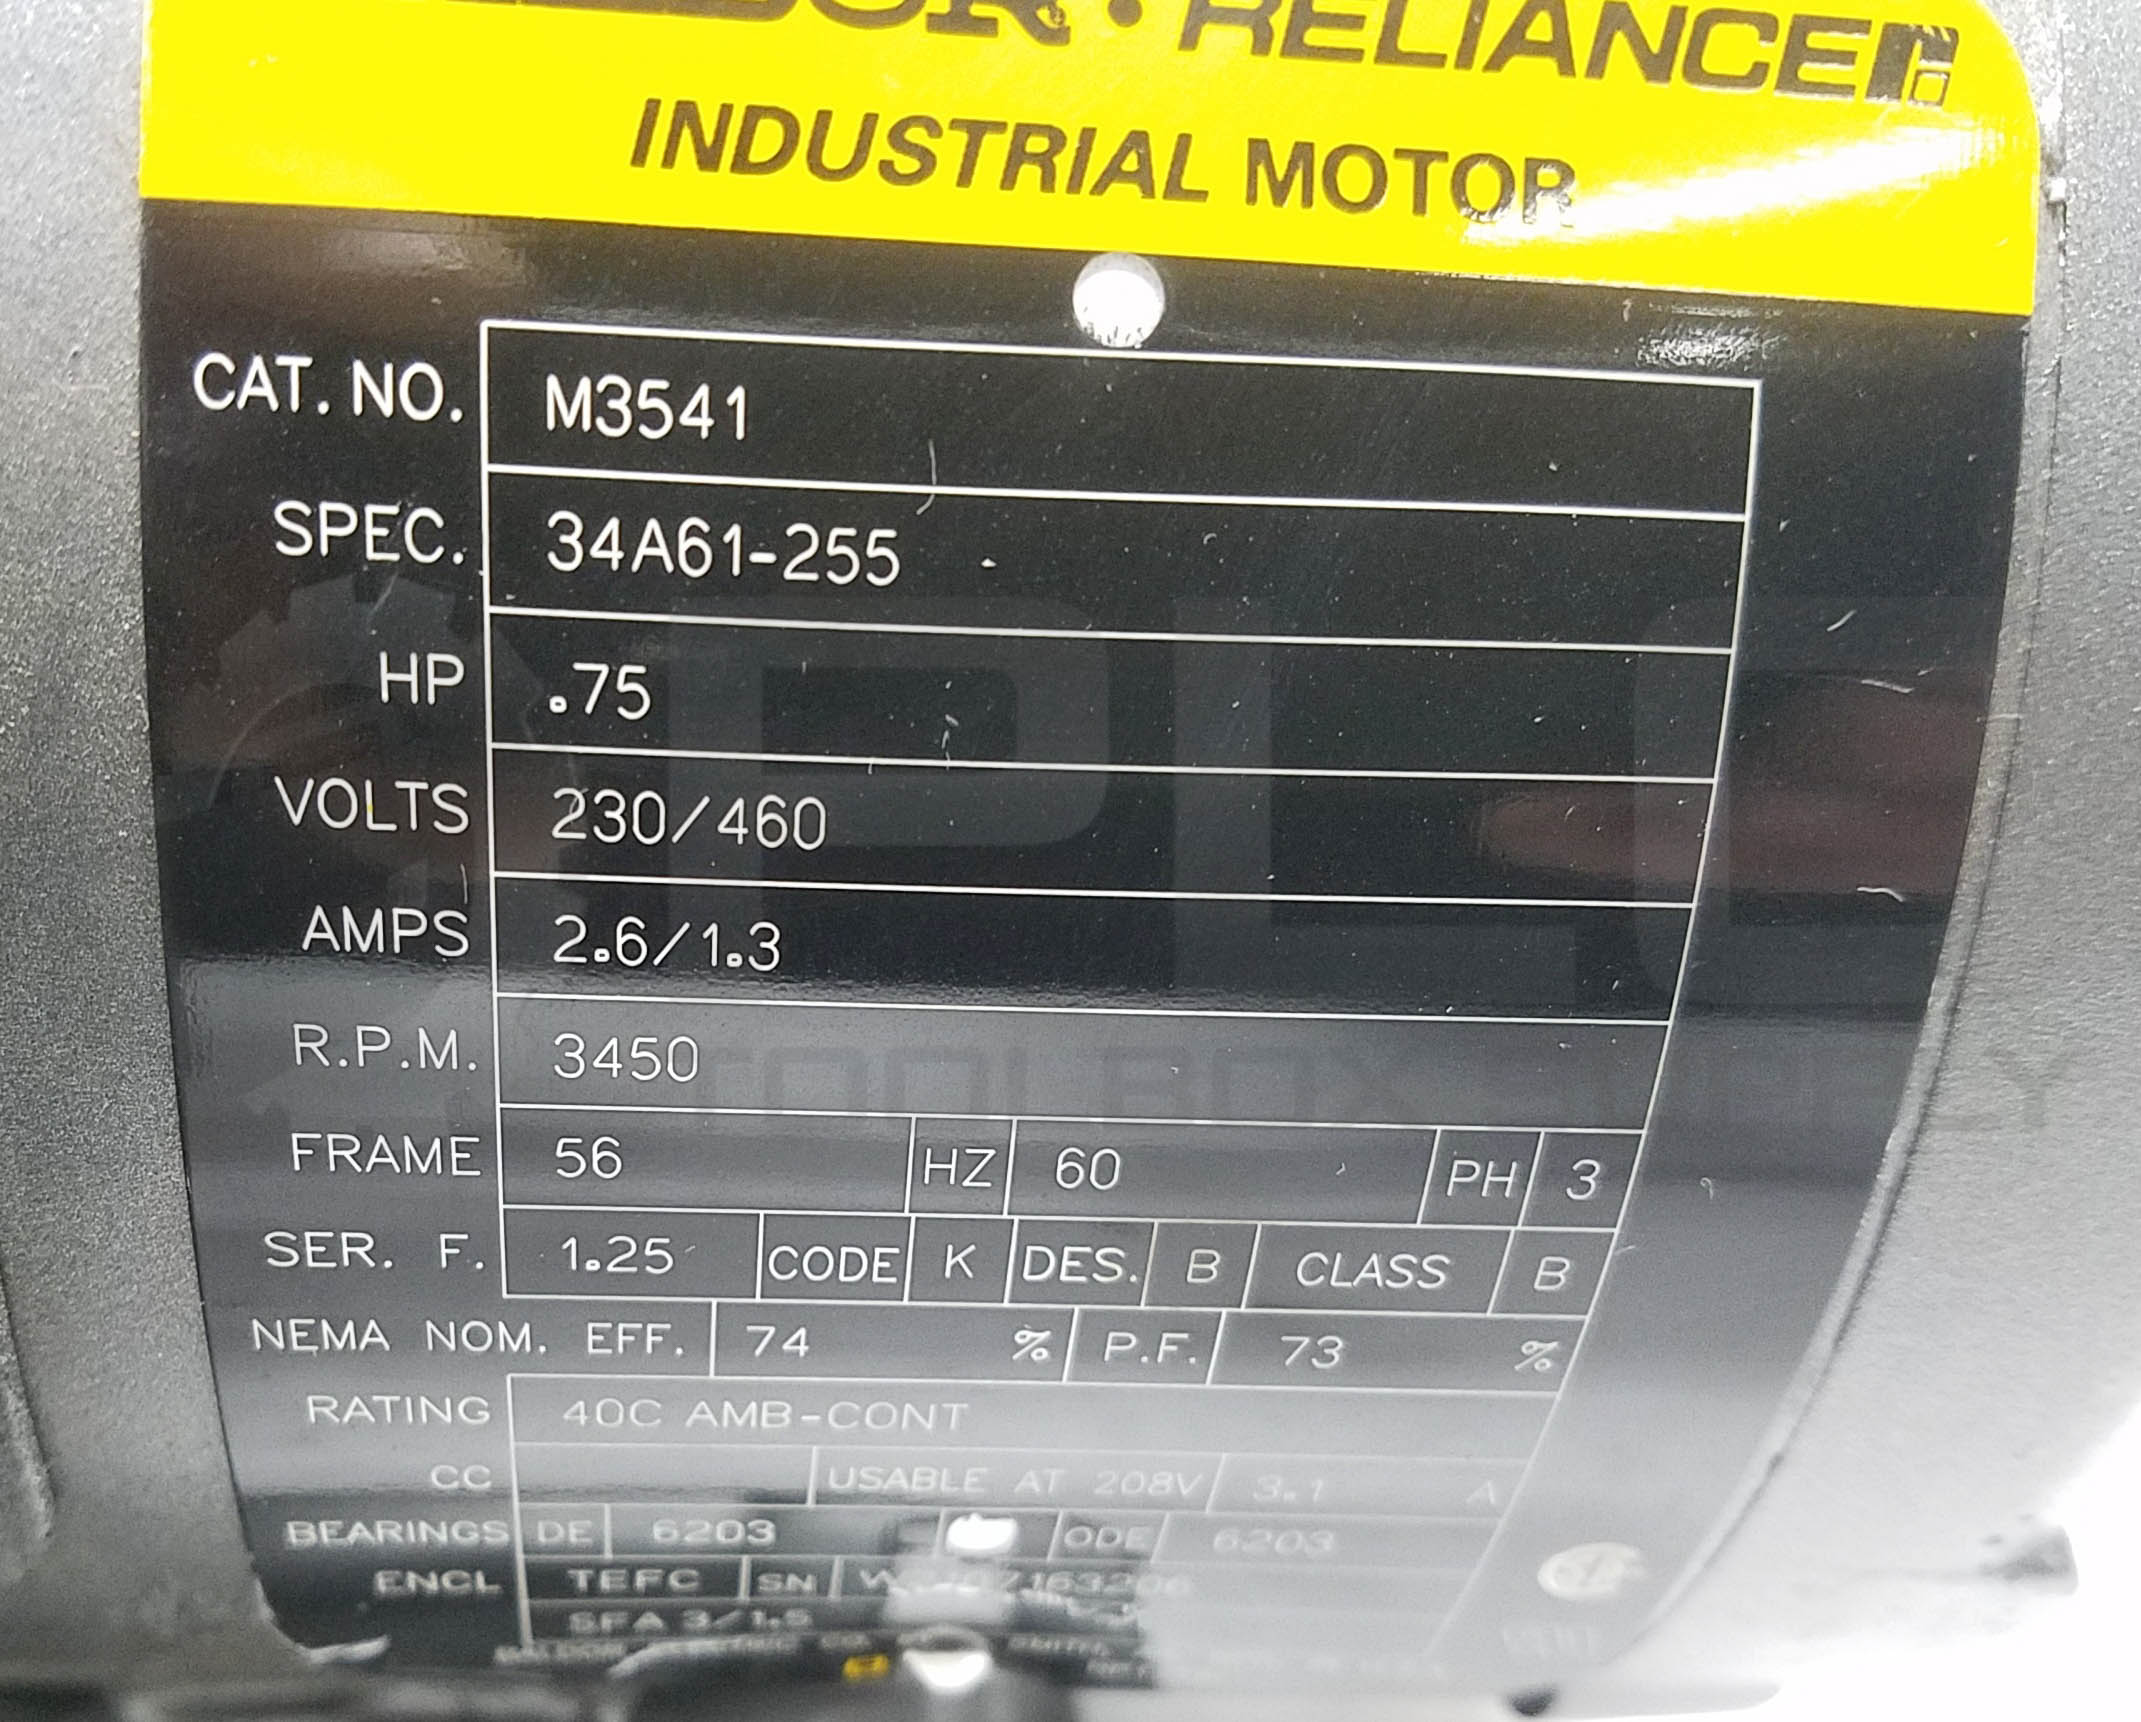 RELIANCE
INDUSTRIAL MOTOR
CAT. NO. M3541
SPEC. 34A61-255
HP .75
VOLTS 230/460
AMPS 2.6/1.3
R.P.M. 3450
FRAME 56 HZ 60 PH 3
SER. F. 1.25 CODE K DES. B CLASS B
NEMA NOM. EFF. 74 % P.F. 73 %
RATING 40C AMB-CONT
CC USABLE AT 208V 3.1 A
BEARINGS DE 6203 ODE 6203
ENCL TEFC SN
SFA 3/1.5
TOOLBOX SUPPLY